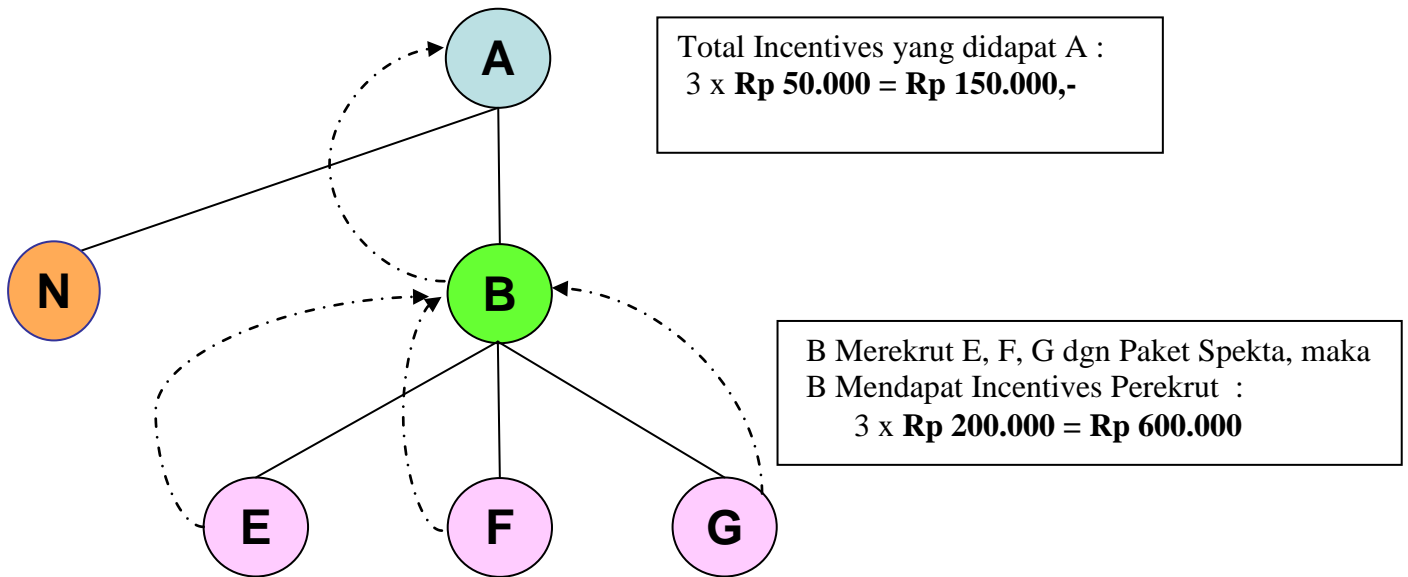 A
Total Incentives yang didapat A :
3 x Rp 50.000 = Rp 150.000,-
N
B
B Merekrut E, F, G dgn Paket Spekta, maka
B Mendapat Incentives Perekrut :
3 x Rp 200.000 = Rp 600.000
E
F
G